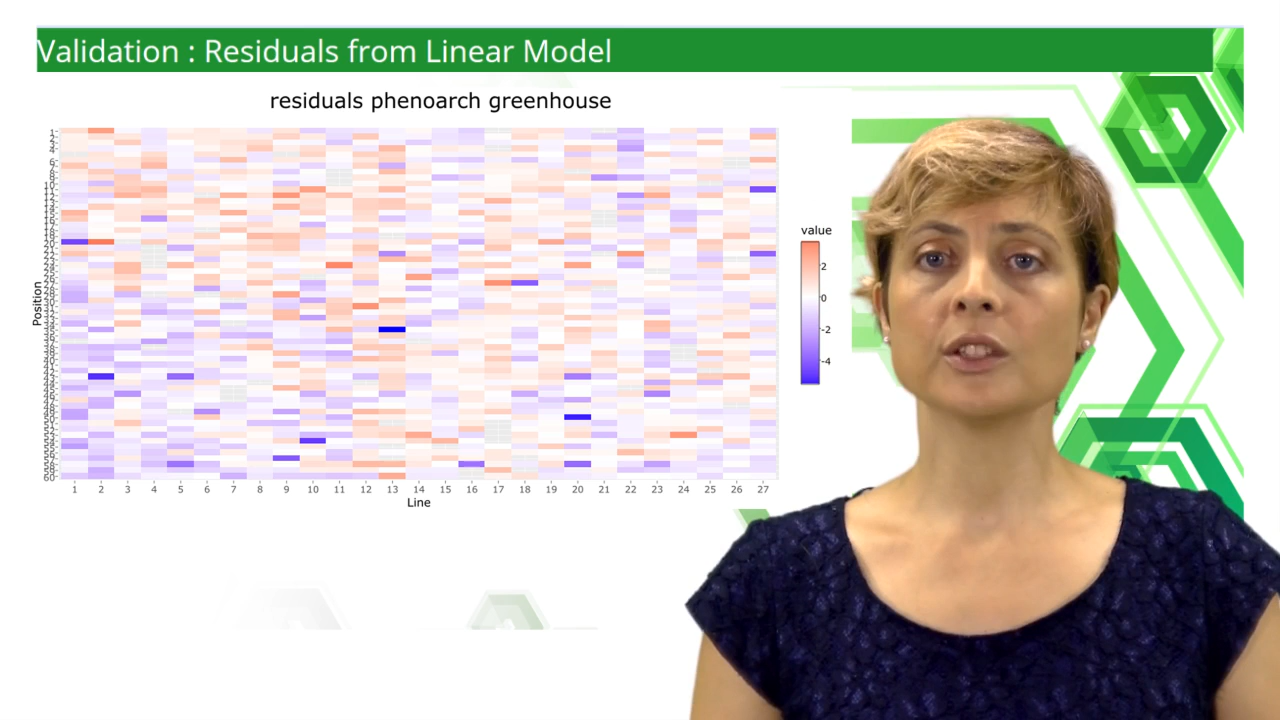 Validation : Residuals from Linear Model
residuals phenoarch greenhouse
value
2
0
-2
-4
Position
1 2 3 4 5 6 7 8 9 10 11 12 13 14 15 16 17 18 19 20 21 22 23 24 25 26 27
Line